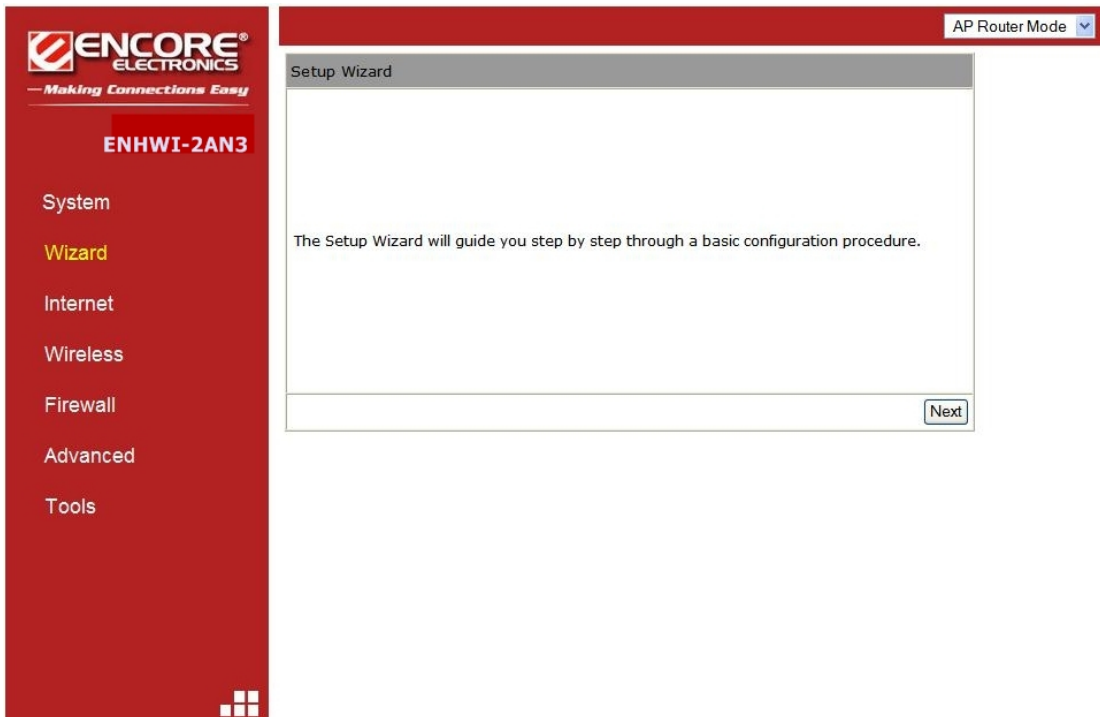 AP Router Mode
ENCORE®
ELECTRONICS
—Making Connections Easy
ENHWI-2AN3
System
Wizard
Internet
Wireless
Firewall
Advanced
Tools
Setup Wizard
The Setup Wizard will guide you step by step through a basic configuration procedure.
Next